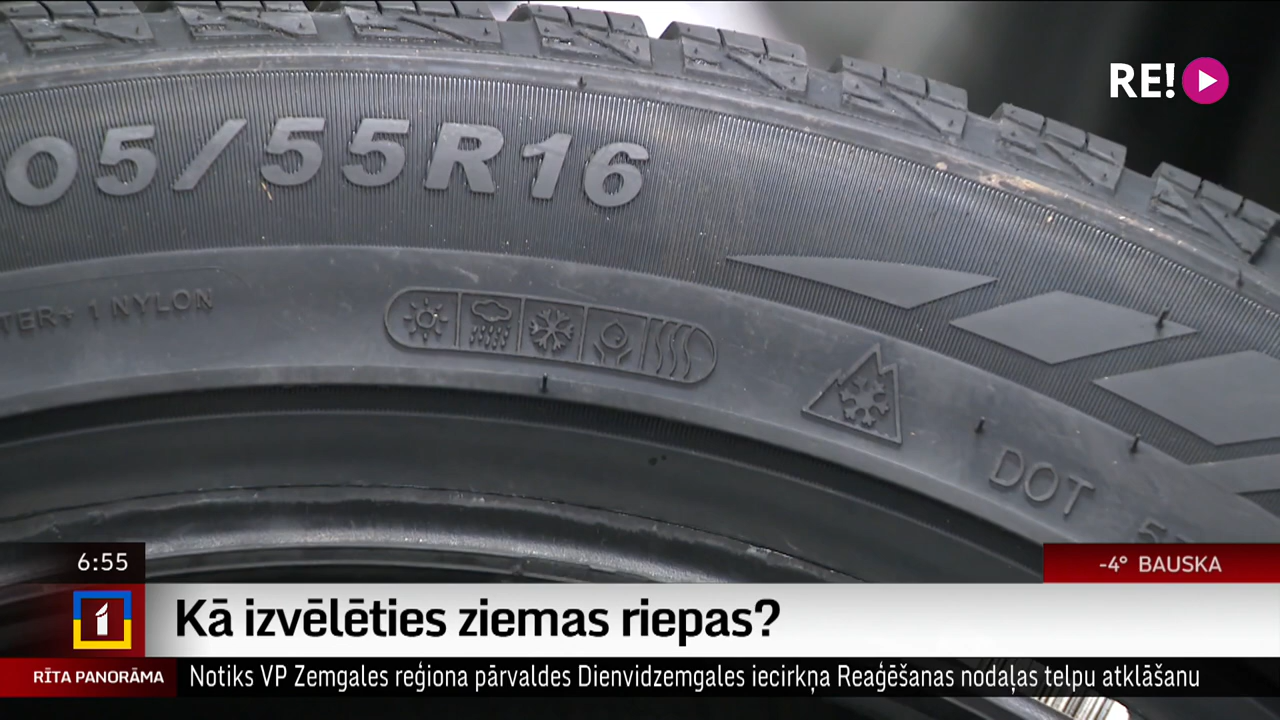 RE!
05/55R16
1 NYLON
DOT
6:55
-4° BAUSKA
1
Kā izvēlēties ziemas riepas?
RĪTA PANORĀMA
Notiks VP Zemgales reģiona pārvaldes Dienvidzemgales iecirkņa Reaģēšanas nodaļas telpu atklāšanu